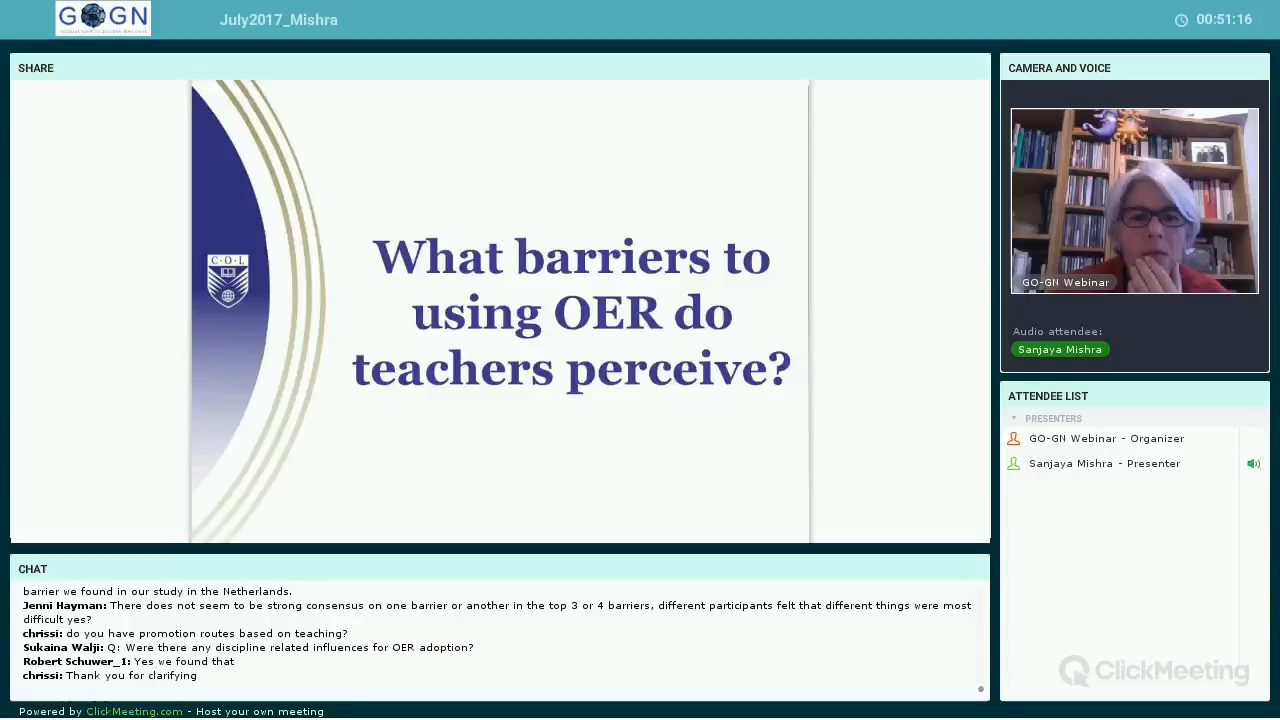 GOGN
July2017_Mishra
00:51:16
SHARE
CAMERA AND VOICE
C·O·L
What barriers to
using OER do
teachers perceive?
GO-GN Webinar
Audio attendee:
Sanjaya Mishra
ATTENDEE LIST
PRESENTERS
GO-GN Webinar - Organizer
Sanjaya Mishra - Presenter
CHAT
barrier we found in our study in the Netherlands.
Jenni Hayman: There does not seem to be strong consensus on one barrier or another in the top 3 or 4 barriers, different participants felt that different things were most
difficult yes?
chrissi: do you have promotion routes based on teaching?
Sukaina Walji: Q: Were there any discipline related influences for OER adoption?
Robert Schuwer_1: Yes we found that
chrissi: Thank you for clarifying
ClickMeeting
Powered by ClickMeeting.com - Host your own meeting